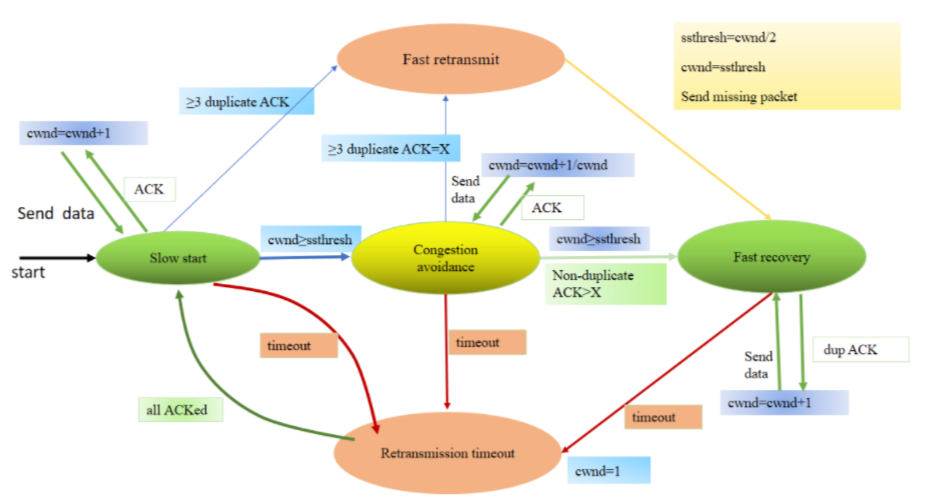 Fast retransmit
ssthresh=cwnd/2
cwnd=ssthresh
Send missing packet
≥3 duplicate ACK
cwnd=cwnd+1
≥3 duplicate ACK=X
cwnd=cwnd+1/cwnd
ACK
Send
data
ACK
Send data
start
Slow start
cwnd≥ssthresh
Congestion
avoidance
cwnd≥ssthresh
Non-duplicate
ACK>X
Fast recovery
timeout
timeout
Send
data
dup ACK
all ACKed
cwnd=cwnd+1
timeout
Retransmission timeout
cwnd=1